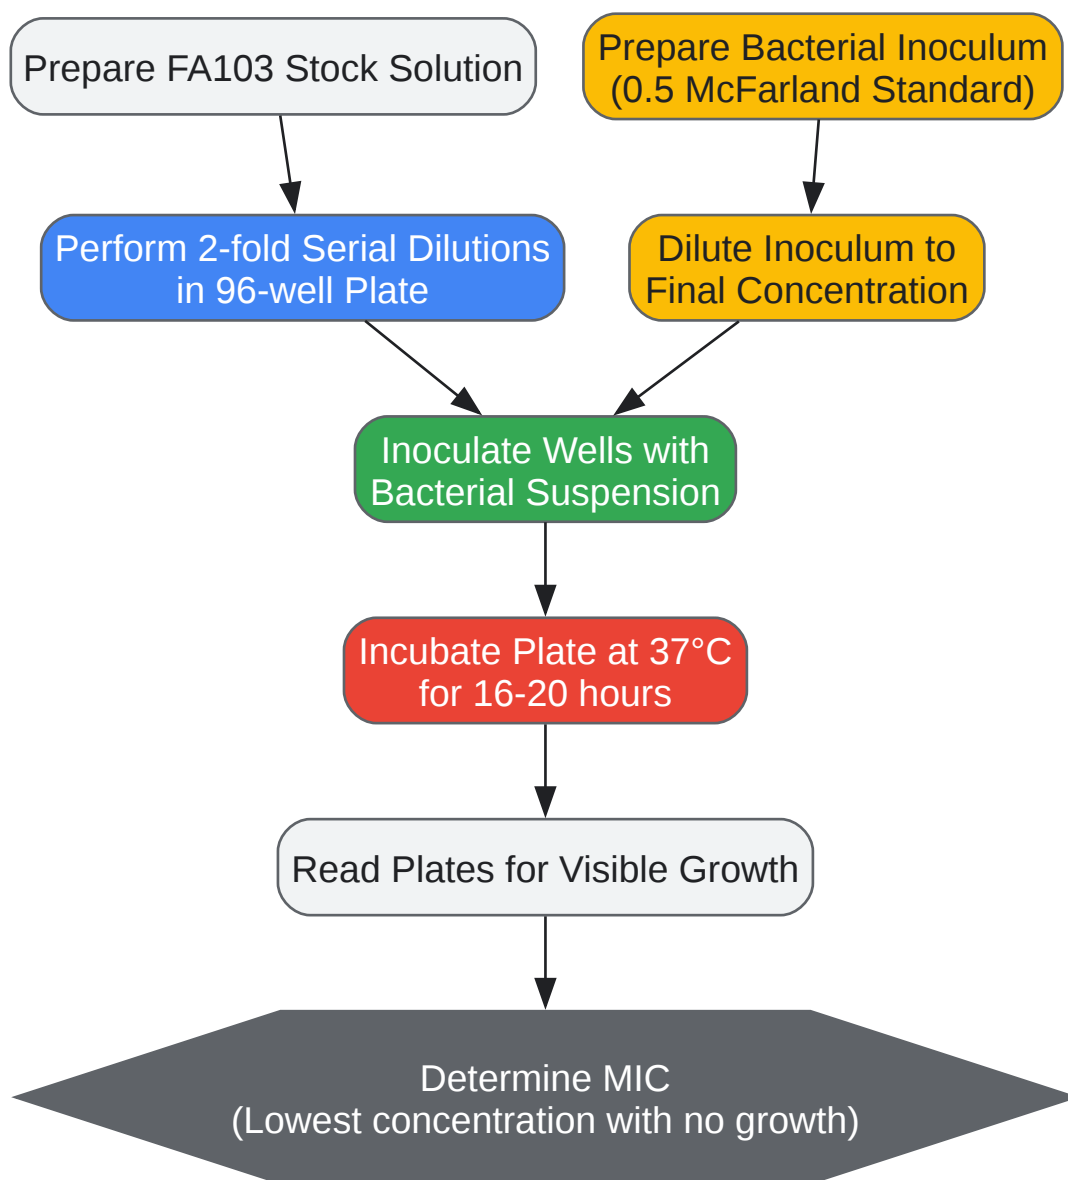 Prepare FA103 Stock Solution
Prepare Bacterial Inoculum
(0.5 McFarland Standard)
Perform 2-fold Serial Dilutions
in 96-well Plate
Dilute Inoculum to
Final Concentration
Inoculate Wells with
Bacterial Suspension
Incubate Plate at 37°C
for 16-20 hours
Read Plates for Visible Growth
Determine MIC
(Lowest concentration with no growth)